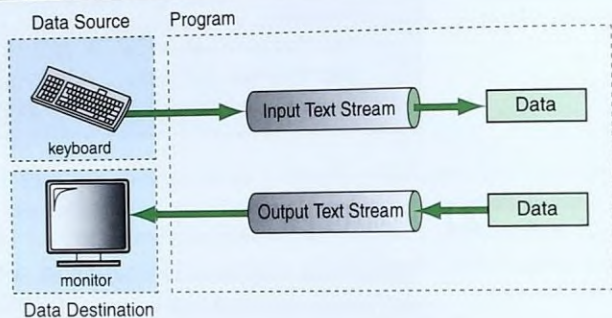 Data Source
Program
Input Text Stream
Data
keyboard
Output Text Stream
Data
monitor
Data Destination